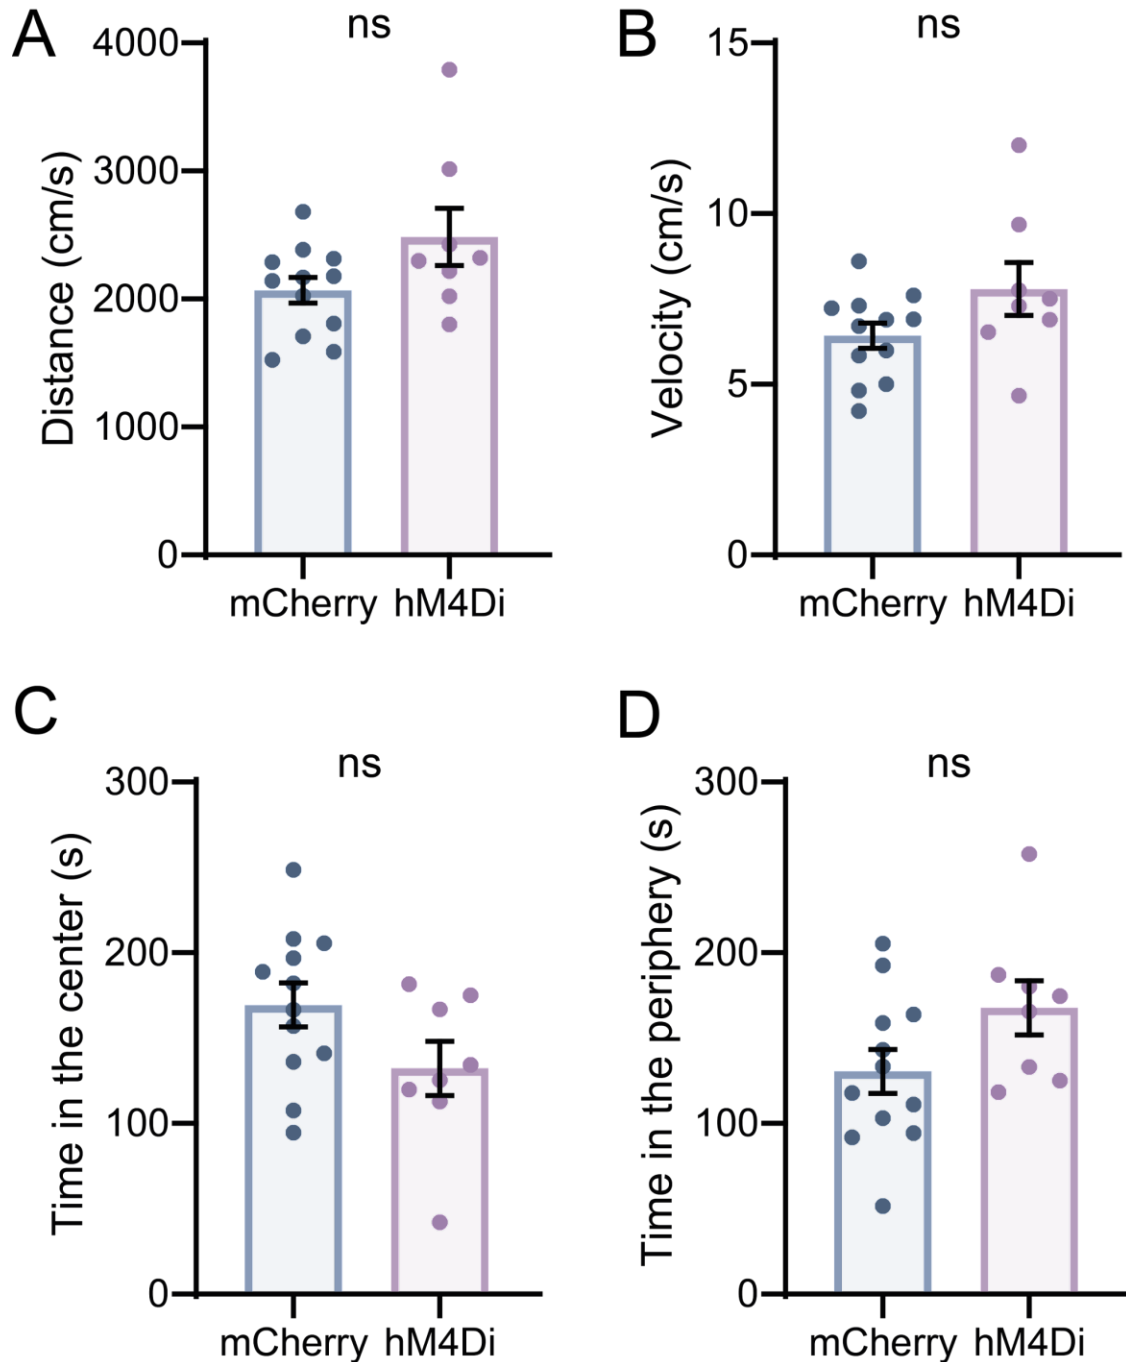 A
ns
Distance (cm/s)
4000
3000
2000
1000
0
mCherry hM4Di
B
ns
Velocity (cm/s)
15
10
5
0
mCherry hM4Di
C
ns
Time in the center (s)
300
200
100
0
mCherry hM4Di
D
ns
Time in the periphery (s)
300
200
100
0
mCherry hM4Di